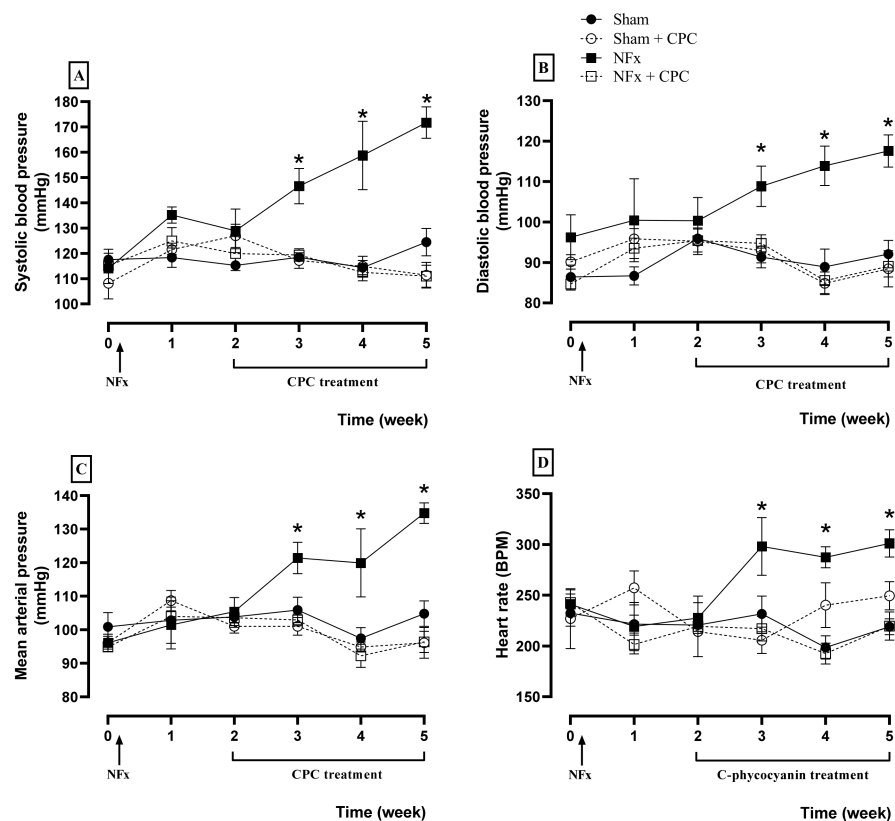 Sham
Sham + CPC
NFx
NFx + CPC
A
Systolic blood pressure
(mmHg)
180
170
160
150
140
130
120
110
100
* * *
0 1 2 3 4 5
NFx
CPC treatment
Time (week)
B
Diastolic blood pressure
(mmHg)
130
120
110
100
90
80
* * *
0 1 2 3 4 5
NFx
CPC treatment
Time (week)
C
Mean arterial pressure
(mmHg)
140
130
120
110
100
90
80
* * *
0 1 2 3 4 5
NFx
CPC treatment
Time (week)
D
Heart rate (BPM)
350
300
250
200
150
* * *
0 1 2 3 4 5
NFx
C-phycocyanin treatment
Time (week)